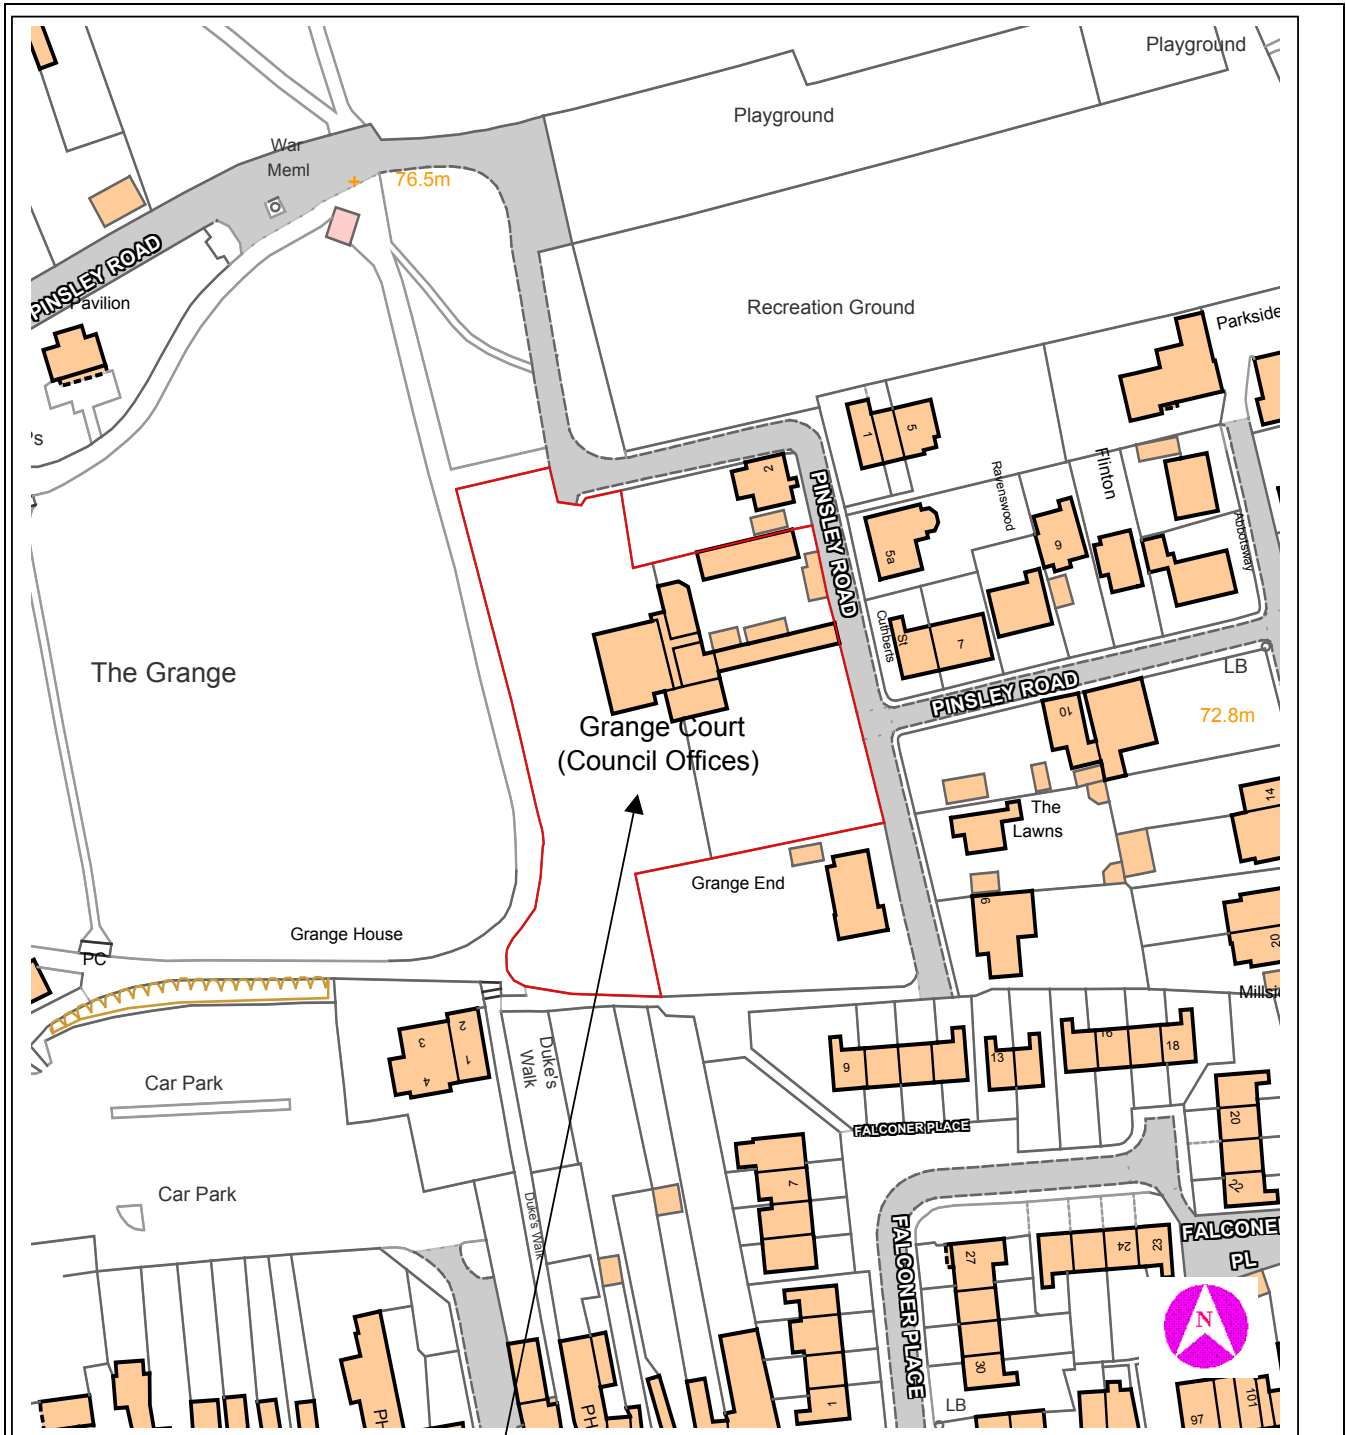 Playground
Playground
War
Meml
76.5m
PINSLEY ROAD
Pavilion
Recreation Ground
Parkside
1
5
2
PINSLEY ROAD
Ravenswood
Flinton
5a
9
Abbotsway
St
Cuthberts
7
PINSLEY ROAD
LB
10
72.8m
The Grange
Grange Court
(Council Offices)
The
Lawns
14
Grange End
9
20
Grange House
PC
Millsi
2
3
1
4
Duke's
Walk
9
13
16
18
Car Park
FALCONER PLACE
20
22
Car Park
Duke's Walk
7
FALCONER PLACE
27
24
23
FALCONER
PL
N
30
1
LB
PH
PH
97
101